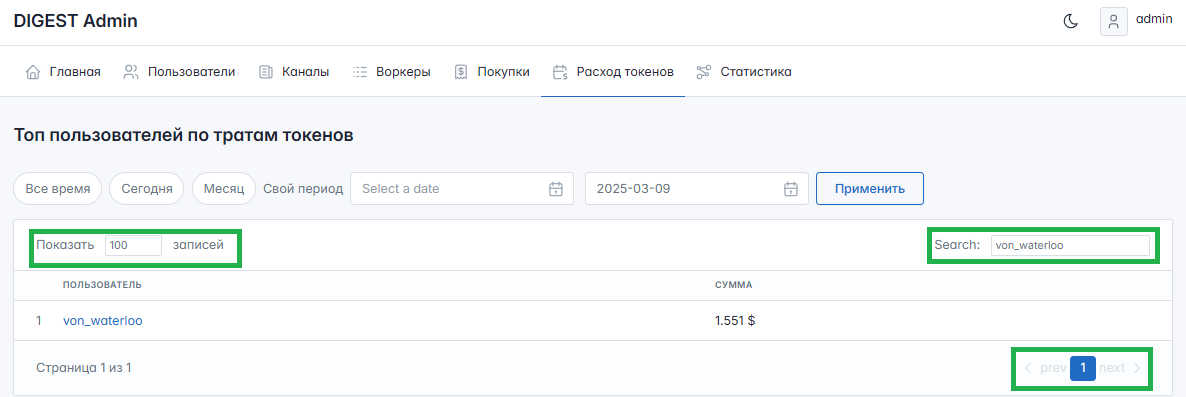 DIGEST Admin
admin
Главная Пользователи Каналы Воркеры Покупки Расход токенов Статистика
Топ пользователей по тратам токенов
Все время Сегодня Месяц Свой период Select a date 2025-03-09 Применить
Показать 100 записей Search: von_waterloo
ПОЛЬЗОВАТЕЛЬ СУММА
1 von_waterloo 1.551 $
Страница 1 из 1 prev 1 next